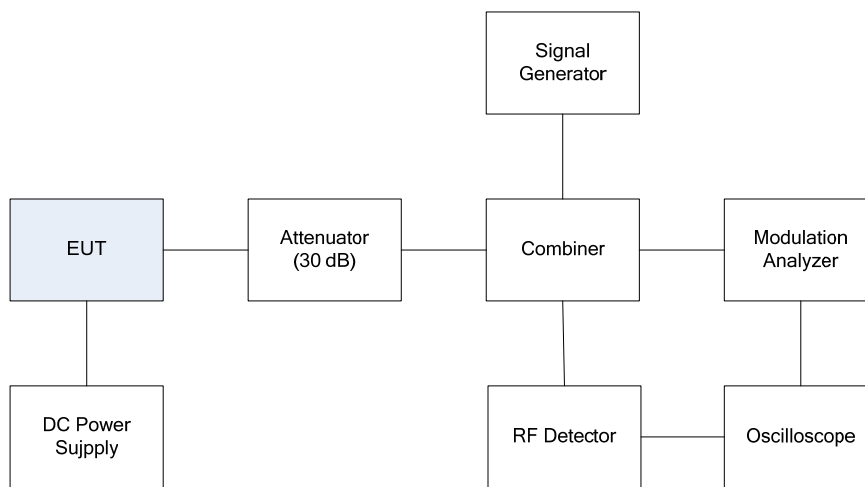 Signal
Generator
EUT
Attenuator
(30 dB)
Combiner
Modulation
Analyzer
DC Power
Sujpply
RF Detector
Oscilloscope